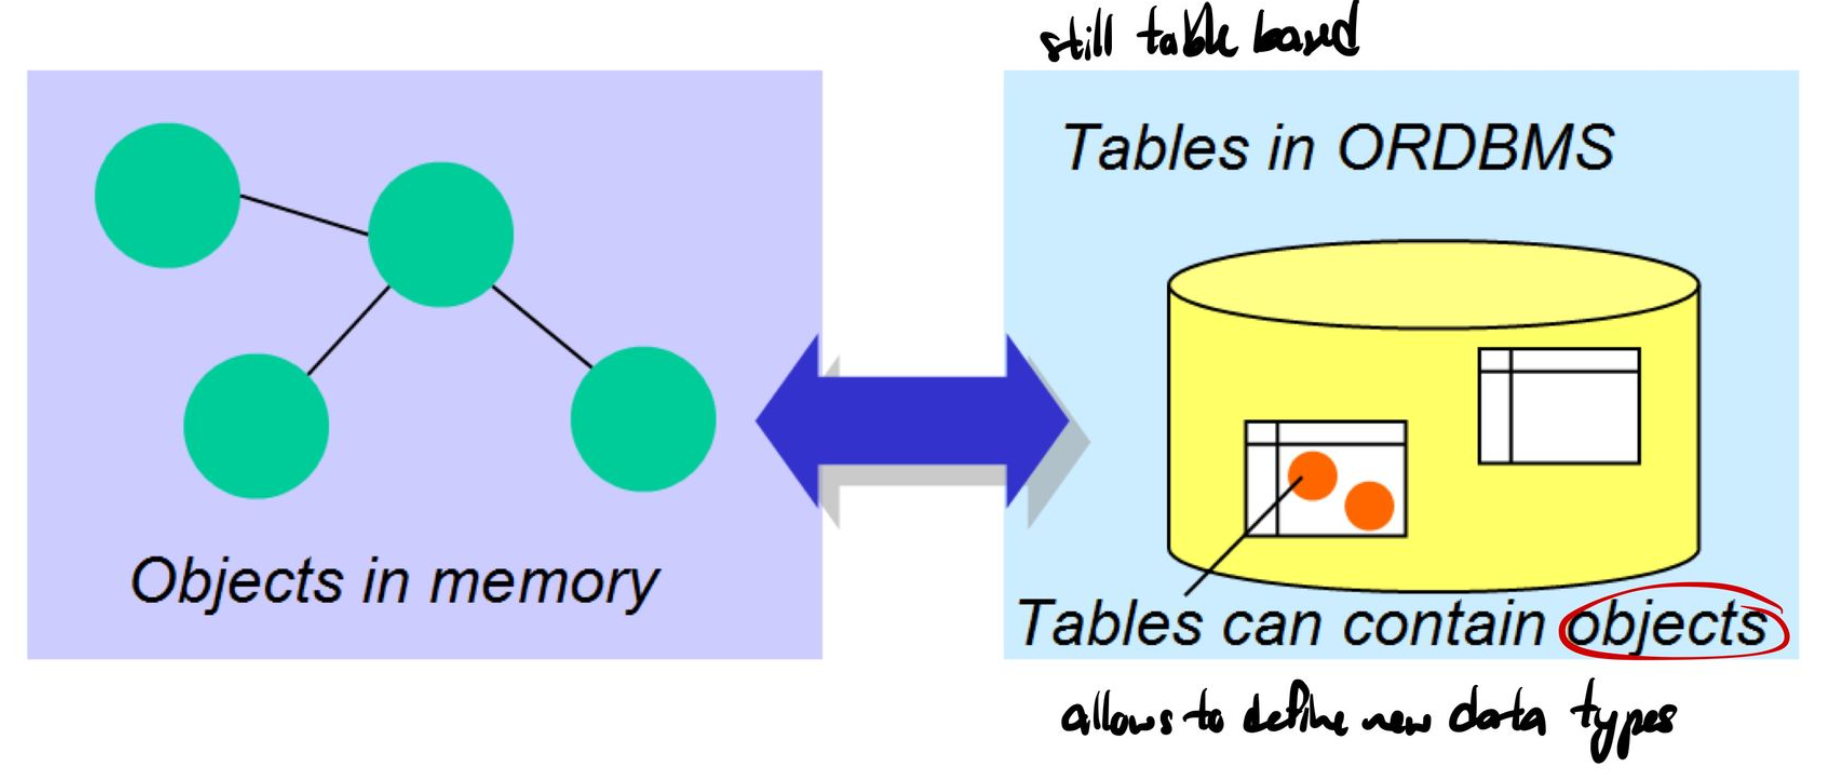 still table based
Tables in ORDBMS
Objects in memory
Tables can contain objects
allows to define new data types